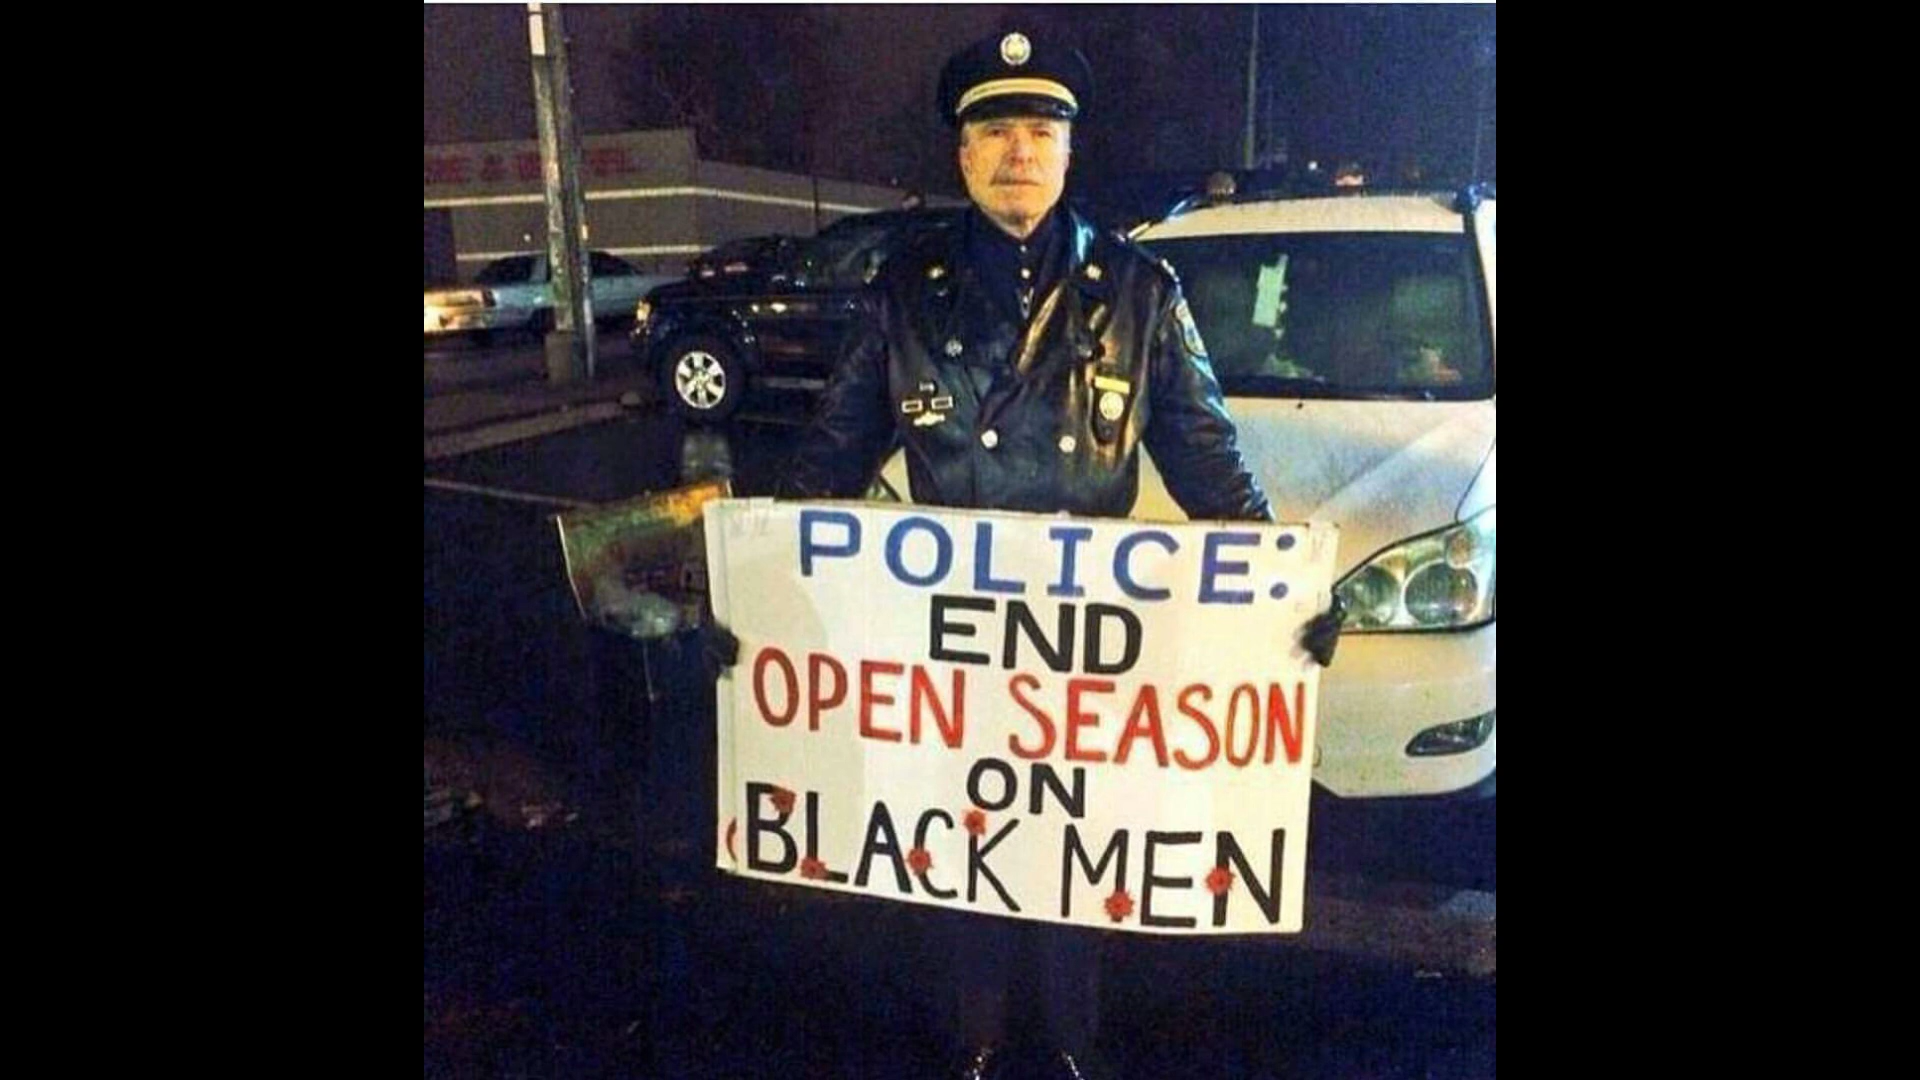 POLICE:
END
OPEN SEASON
ON
BLACK MEN